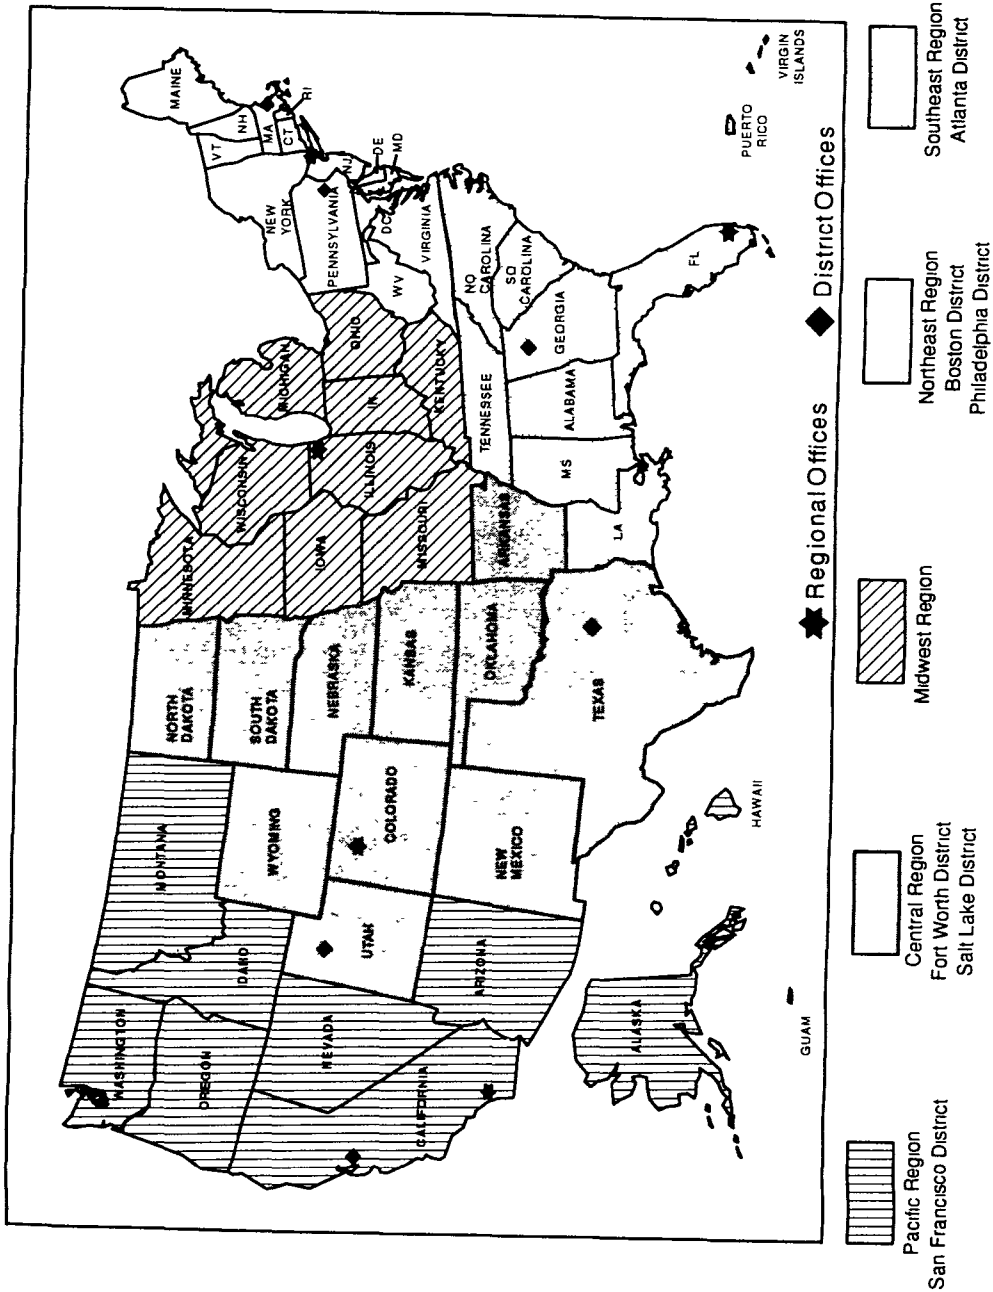 WASHINGTON
OREGON
CALIFORNIA
NEVADA
IDAHO
MONTANA
WYOMING
UTAH
ARIZONA
COLORADO
NEW
MEXICO
NORTH
DAKOTA
SOUTH
DAKOTA
NEBRASKA
KANSAS
OKLAHOMA
TEXAS
MINNESOTA
IOWA
MISSOURI
ARKANSAS
LA
WISCONSIN
ILLINOIS
MICHIGAN
IN
OHIO
KENTUCKY
TENNESSEE
MS
ALABAMA
GEORGIA
FL
SO
CAROLINA
NO
CAROLINA
VIRGINIA
WV
DC
PENNSYLVANIA
NEW
YORK
NJ
DE
MD
VT
NH
MA
CT
RI
MAINE
ALASKA
HAWAII
GUAM
PUERTO
RICO
VIRGIN
ISLANDS
Regional Offices
District Offices
Pacific Region
San Francisco District
Central Region
Fort Worth District
Salt Lake District
Midwest Region
Northeast Region
Boston District
Philadelphia District
Southeast Region
Atlanta District